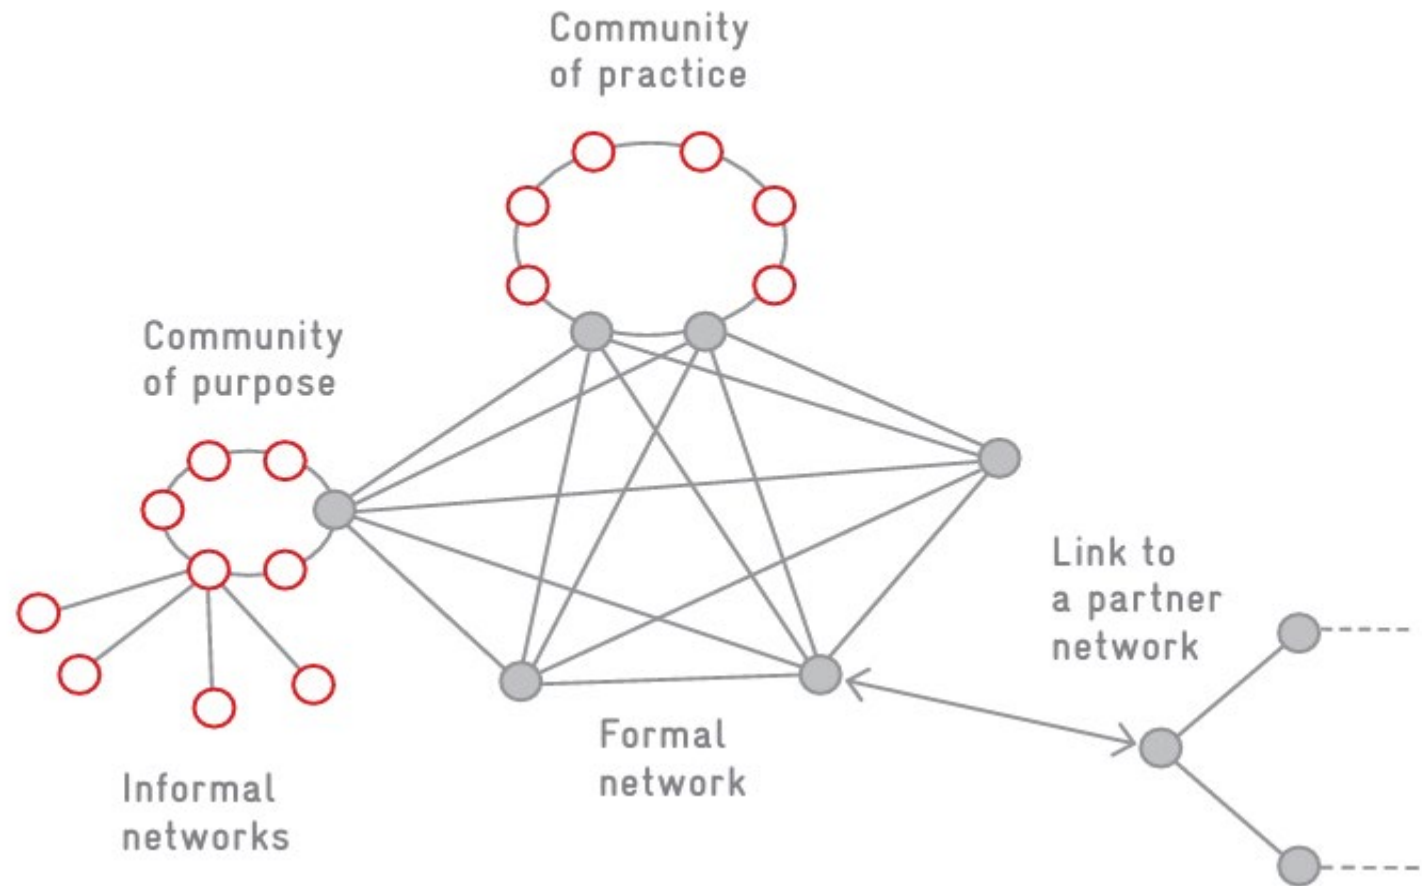 Community
of practice
Community
of purpose
Link to
a partner
network
Formal
network
Informal
networks